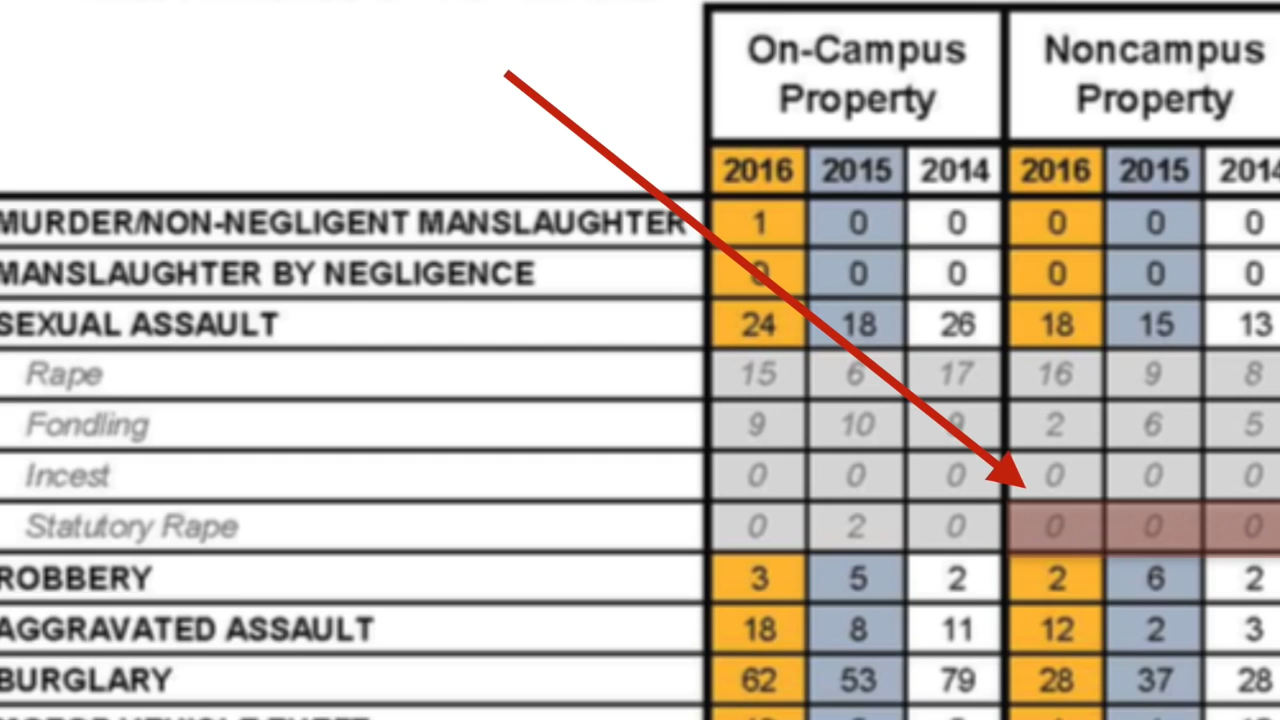 On-Campus Property Noncampus Property
2016 2015 2014 2016 2015 2014
MURDER/NON-NEGLIGENT MANSLAUGHTER 1 0 0 0 0 0
MANSLAUGHTER BY NEGLIGENCE 0 0 0 0 0 0
SEXUAL ASSAULT 24 18 26 18 15 13
Rape 15 6 17 16 9 8
Fondling 9 10 9 2 6 5
Incest 0 0 0 0 0 0
Statutory Rape 0 2 0 0 0 0
ROBBERY 3 5 2 2 6 2
AGGRAVATED ASSAULT 18 8 11 12 2 3
BURGLARY 62 53 79 28 37 28